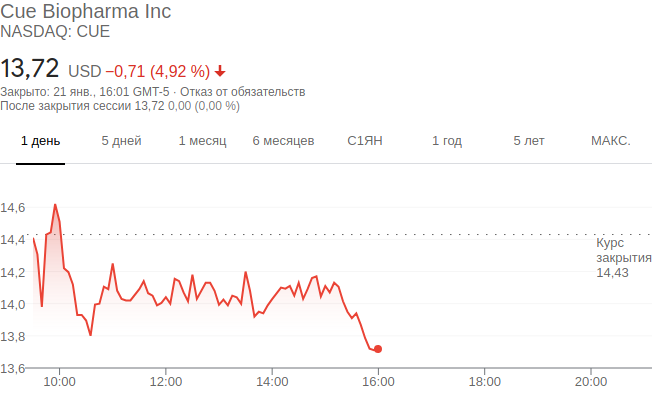 Cue Biopharma Inc
NASDAQ: CUE
13,72 USD −0,71 (4,92 %)
Закрыто: 21 янв., 16:01 GMT-5 · Отказ от обязательств
После закрытия сессии 13,72 0,00 (0,00 %)
1 день 5 дней 1 месяц 6 месяцев С1ЯН 1 год 5 лет МАКС.
14,6
14,4
Курс
закрытия
14,43
14,2
14,0
13,8
13,6
10:00 12:00 14:00 16:00 18:00 20:00